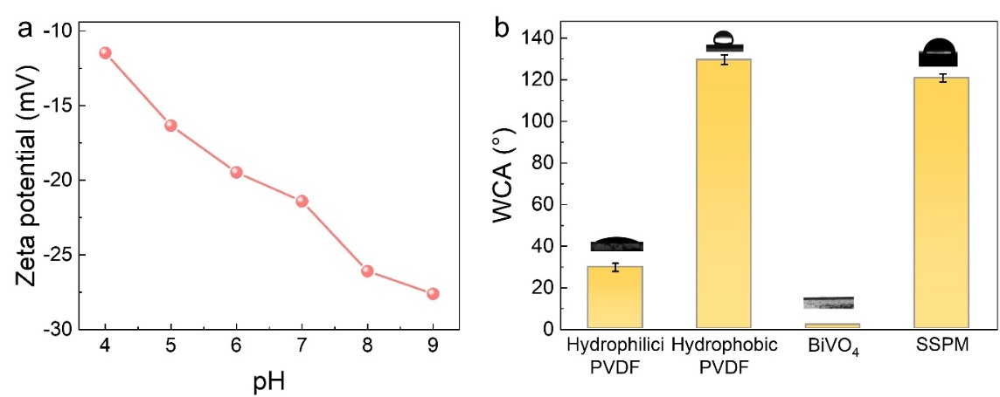 a
-10
-15
-20
-25
-30
Zeta potential (mV)
4 5 6 7 8 9
pH
b
140
120
100
80
60
40
20
0
WCA (°)
Hydrophilici
PVDF
Hydrophobic
PVDF
BiVO₄
SSPM